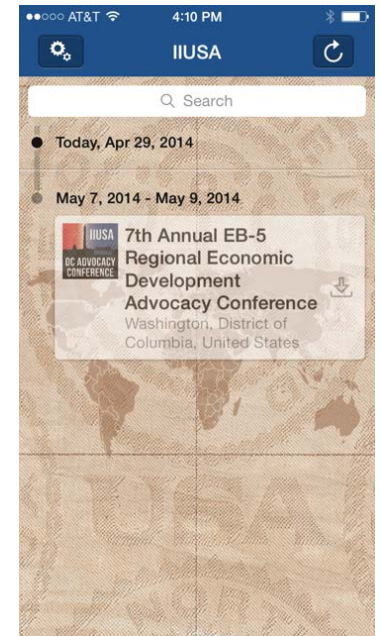 AT&T
4:10 PM
IIUSA
Search
Today, Apr 29, 2014
May 7, 2014 - May 9, 2014
IIUSA
DC ADVOCACY
CONFERENCE
7th Annual EB-5
Regional Economic
Development
Advocacy Conference
Washington, District of
Columbia, United States
USA